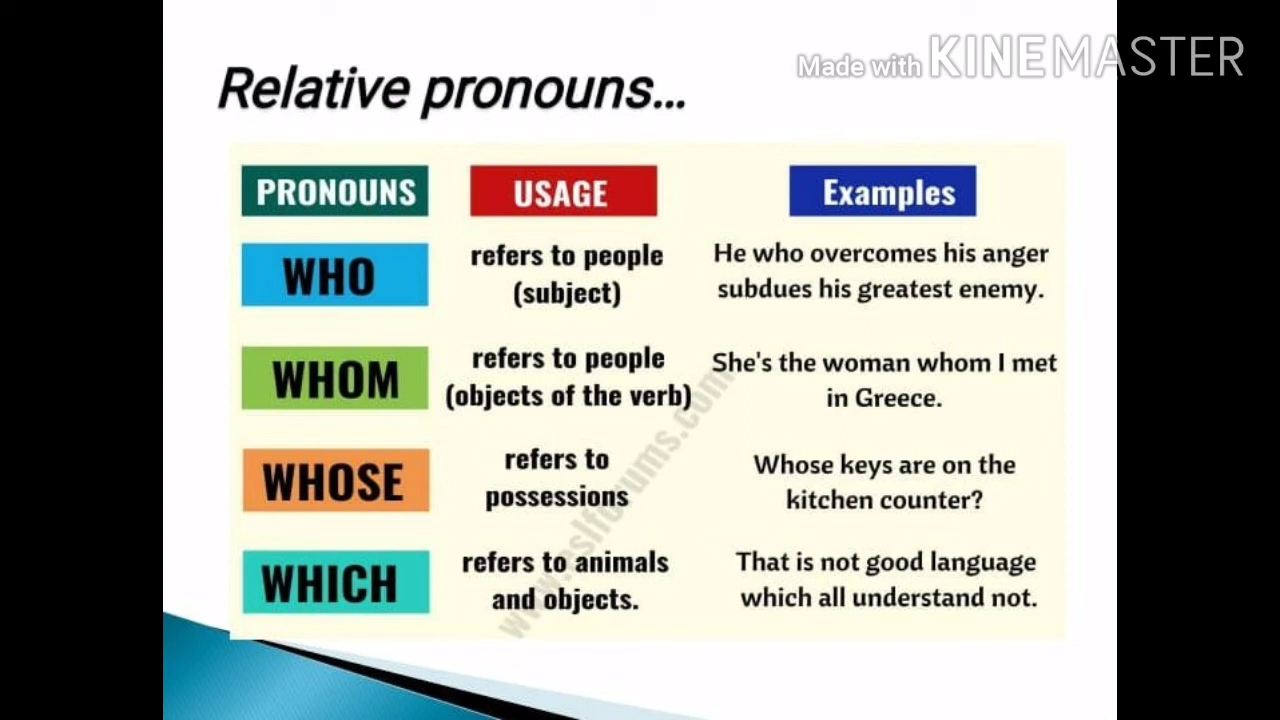 Made with KINEMASTER
Relative pronouns...
PRONOUNS USAGE Examples
WHO
refers to people
(subject)
He who overcomes his anger
subdues his greatest enemy.
WHOM
refers to people
(objects of the verb)
She's the woman whom I met
in Greece.
WHOSE
refers to
possessions
Whose keys are on the
kitchen counter?
WHICH
refers to animals
and objects.
That is not good language
which all understand not.
www.eslforums.com